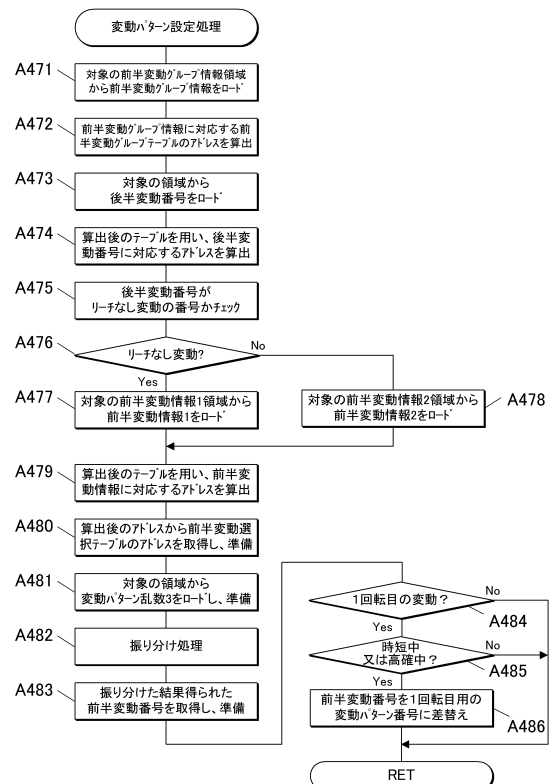 変動パターン設定処理
A471
対象の前半変動グループ情報領域
から前半変動グループ情報をロード
A472
前半変動グループ情報に対応する前
半変動グループテーブルのアドレスを算出
A473
対象の領域から
後半変動番号をロード
A474
算出後のテーブルを用い、後半変
動番号に対応するアドレスを算出
A475
後半変動番号が
リーチなし変動の番号かチェック
A476
リーチなし変動?
No
Yes
A477
対象の前半変動情報1領域から
前半変動情報1をロード
対象の前半変動情報2領域から
前半変動情報2をロード
A478
A479
算出後のテーブルを用い、前半変
動情報に対応するアドレスを算出
A480
算出後のアドレスから前半変動選
択テーブルのアドレスを取得し、準備
A481
対象の領域から
変動パターン乱数3をロードし、準備
A482
振り分け処理
A483
振り分けた結果得られた
前半変動番号を取得し、準備
1回転目の変動?
No
A484
Yes
時短中
又は高確中?
No
A485
Yes
前半変動番号を1回転目用の
変動パターン番号に差替え
A486
RET